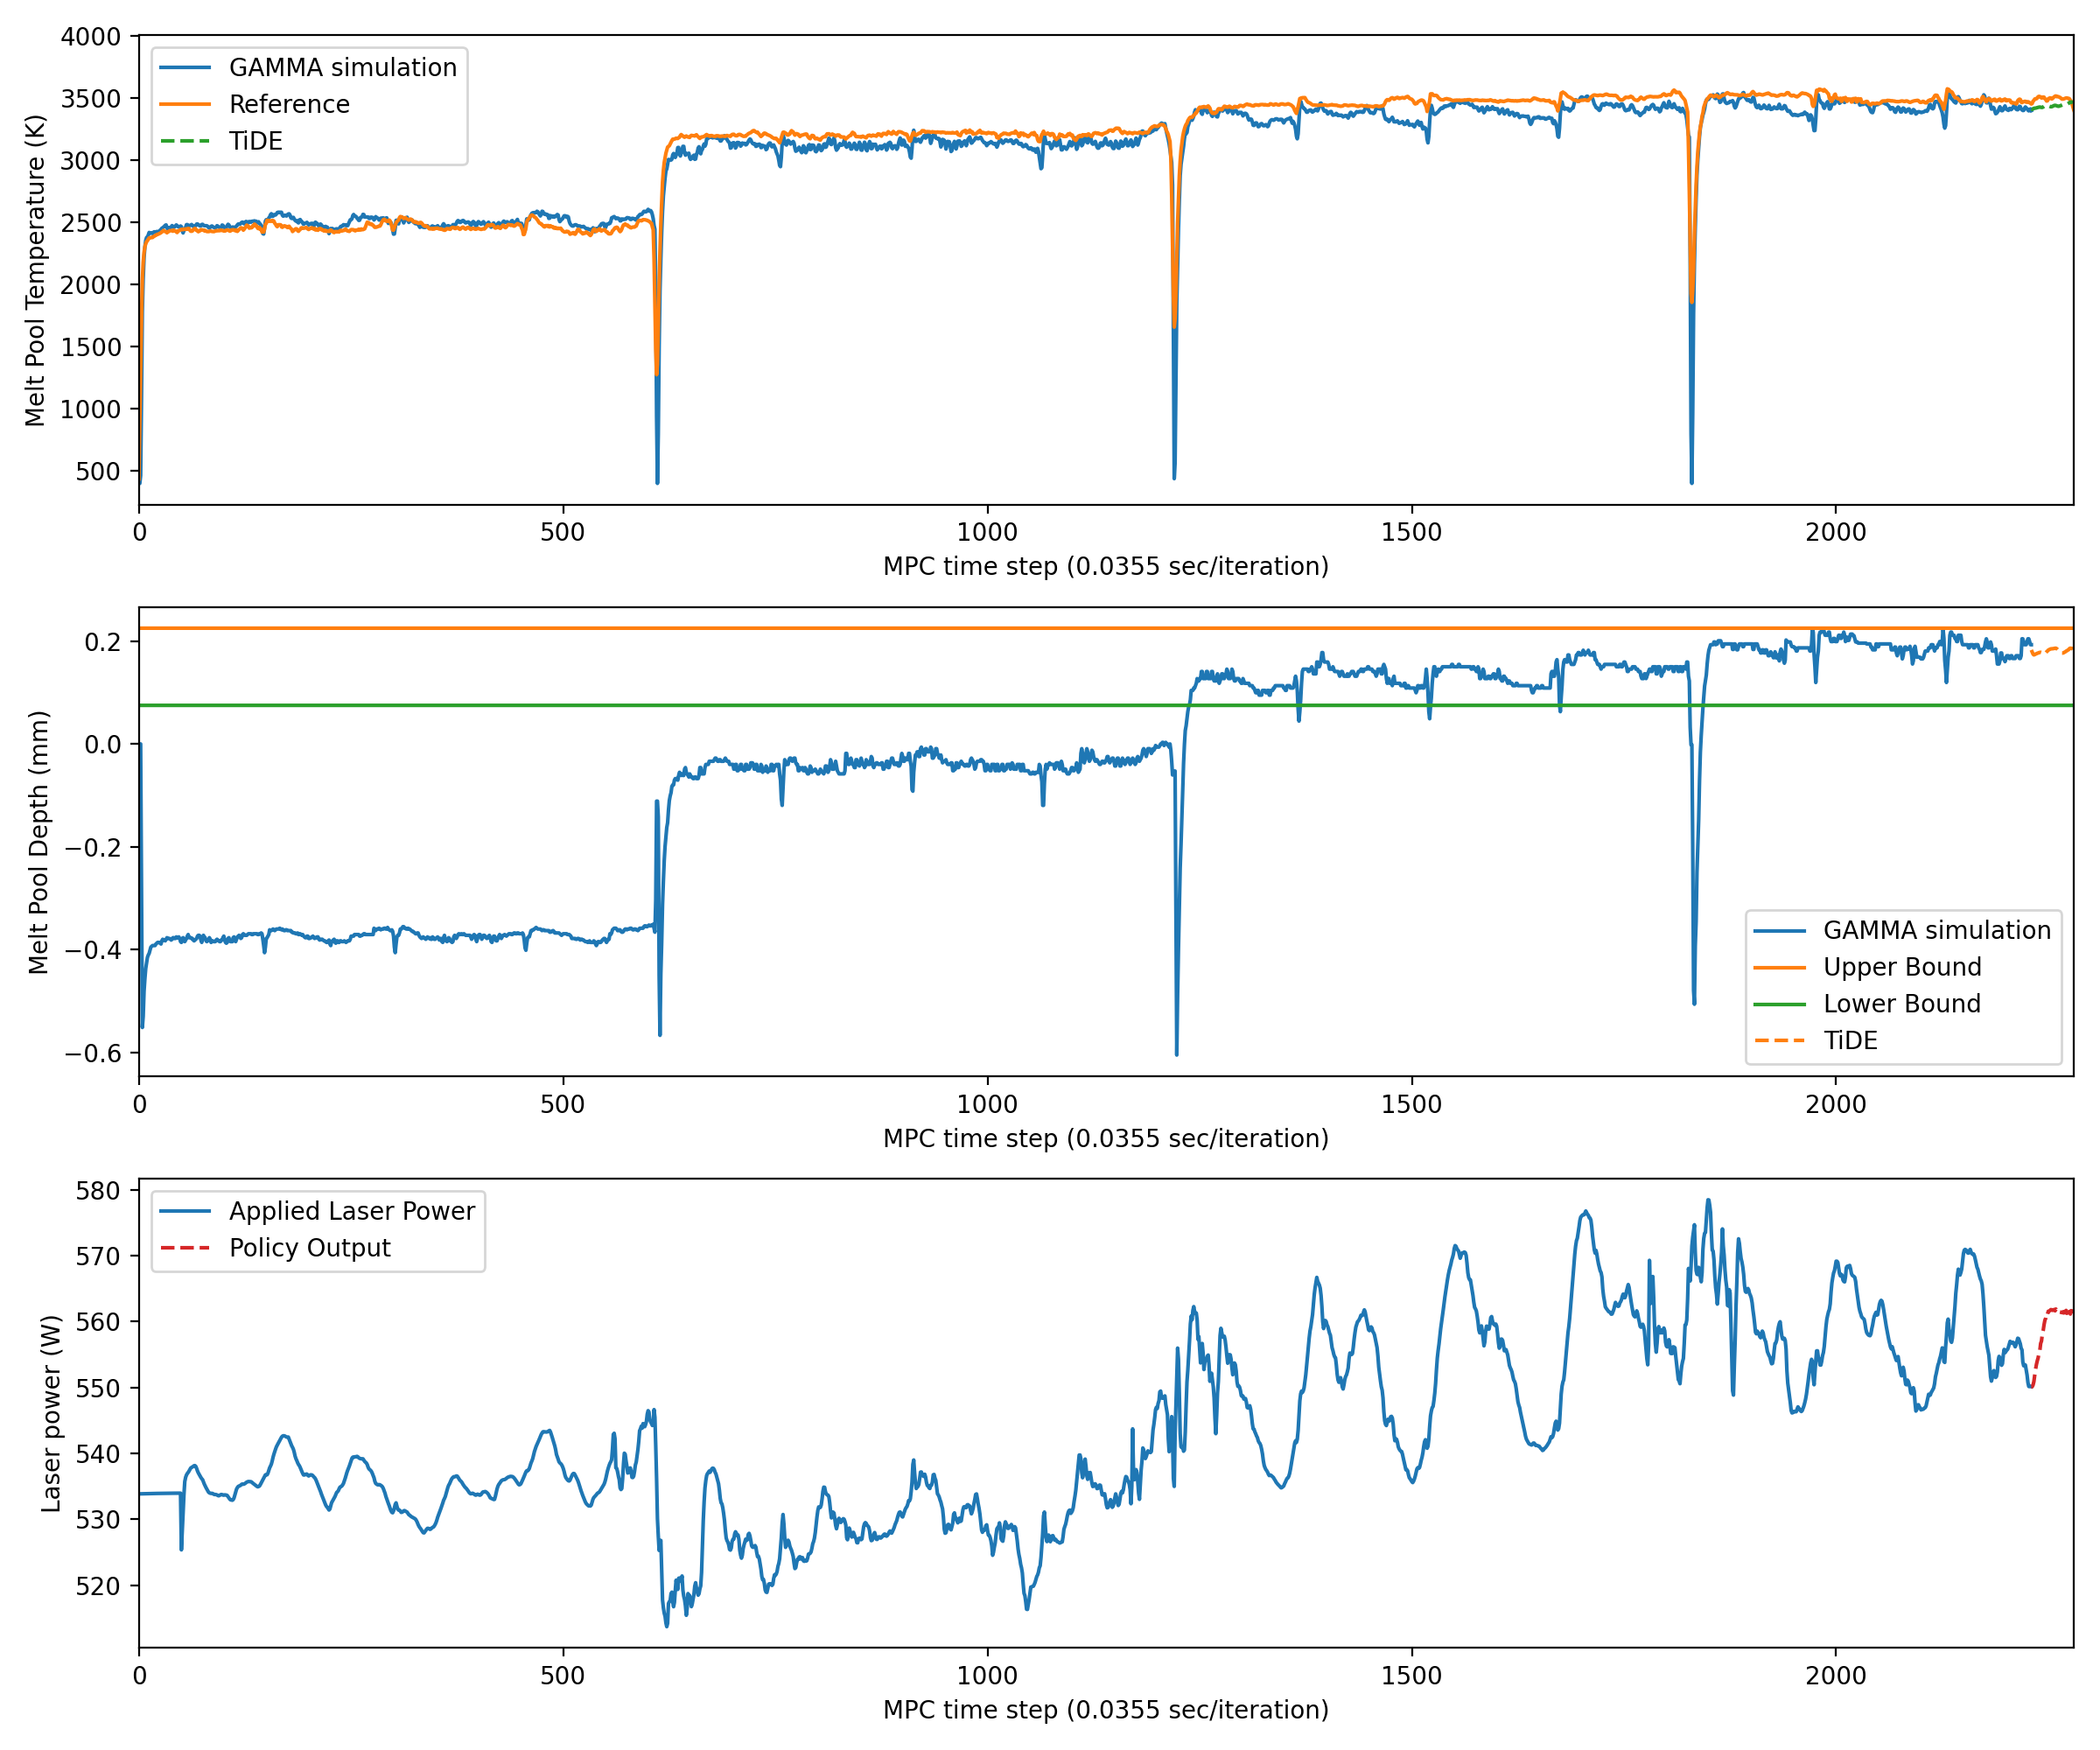 4000
3500
3000
2500
2000
1500
1000
500
Melt Pool Temperature (K)
GAMMA simulation
Reference
TiDE
0 500 1000 1500 2000
MPC time step (0.0355 sec/iteration)
0.2
0.0
−0.2
−0.4
−0.6
Melt Pool Depth (mm)
GAMMA simulation
Upper Bound
Lower Bound
TiDE
0 500 1000 1500 2000
MPC time step (0.0355 sec/iteration)
580
570
560
550
540
530
520
Laser power (W)
Applied Laser Power
Policy Output
0 500 1000 1500 2000
MPC time step (0.0355 sec/iteration)